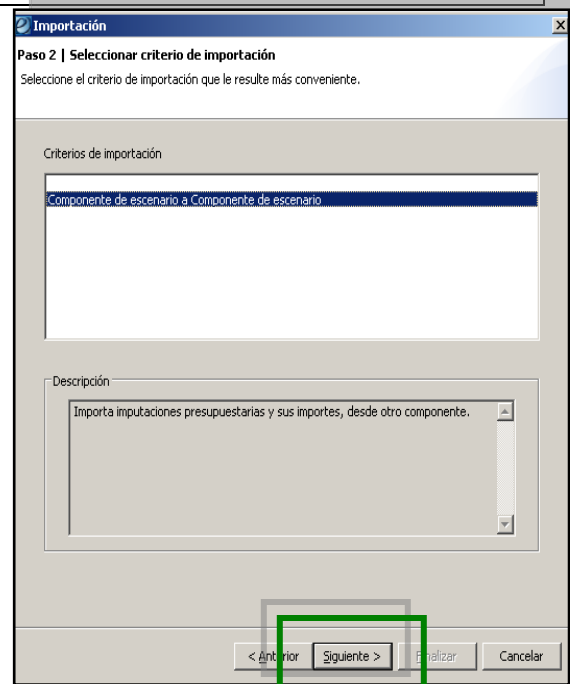 Importación
Paso 2 | Seleccionar criterio de importación
Seleccione el criterio de importación que le resulte más conveniente.
Criterios de importación
Componente de escenario a Componente de escenario
Descripción
Importa imputaciones presupuestarias y sus importes, desde otro componente.
< Anterior Siguiente > Finalizar Cancelar